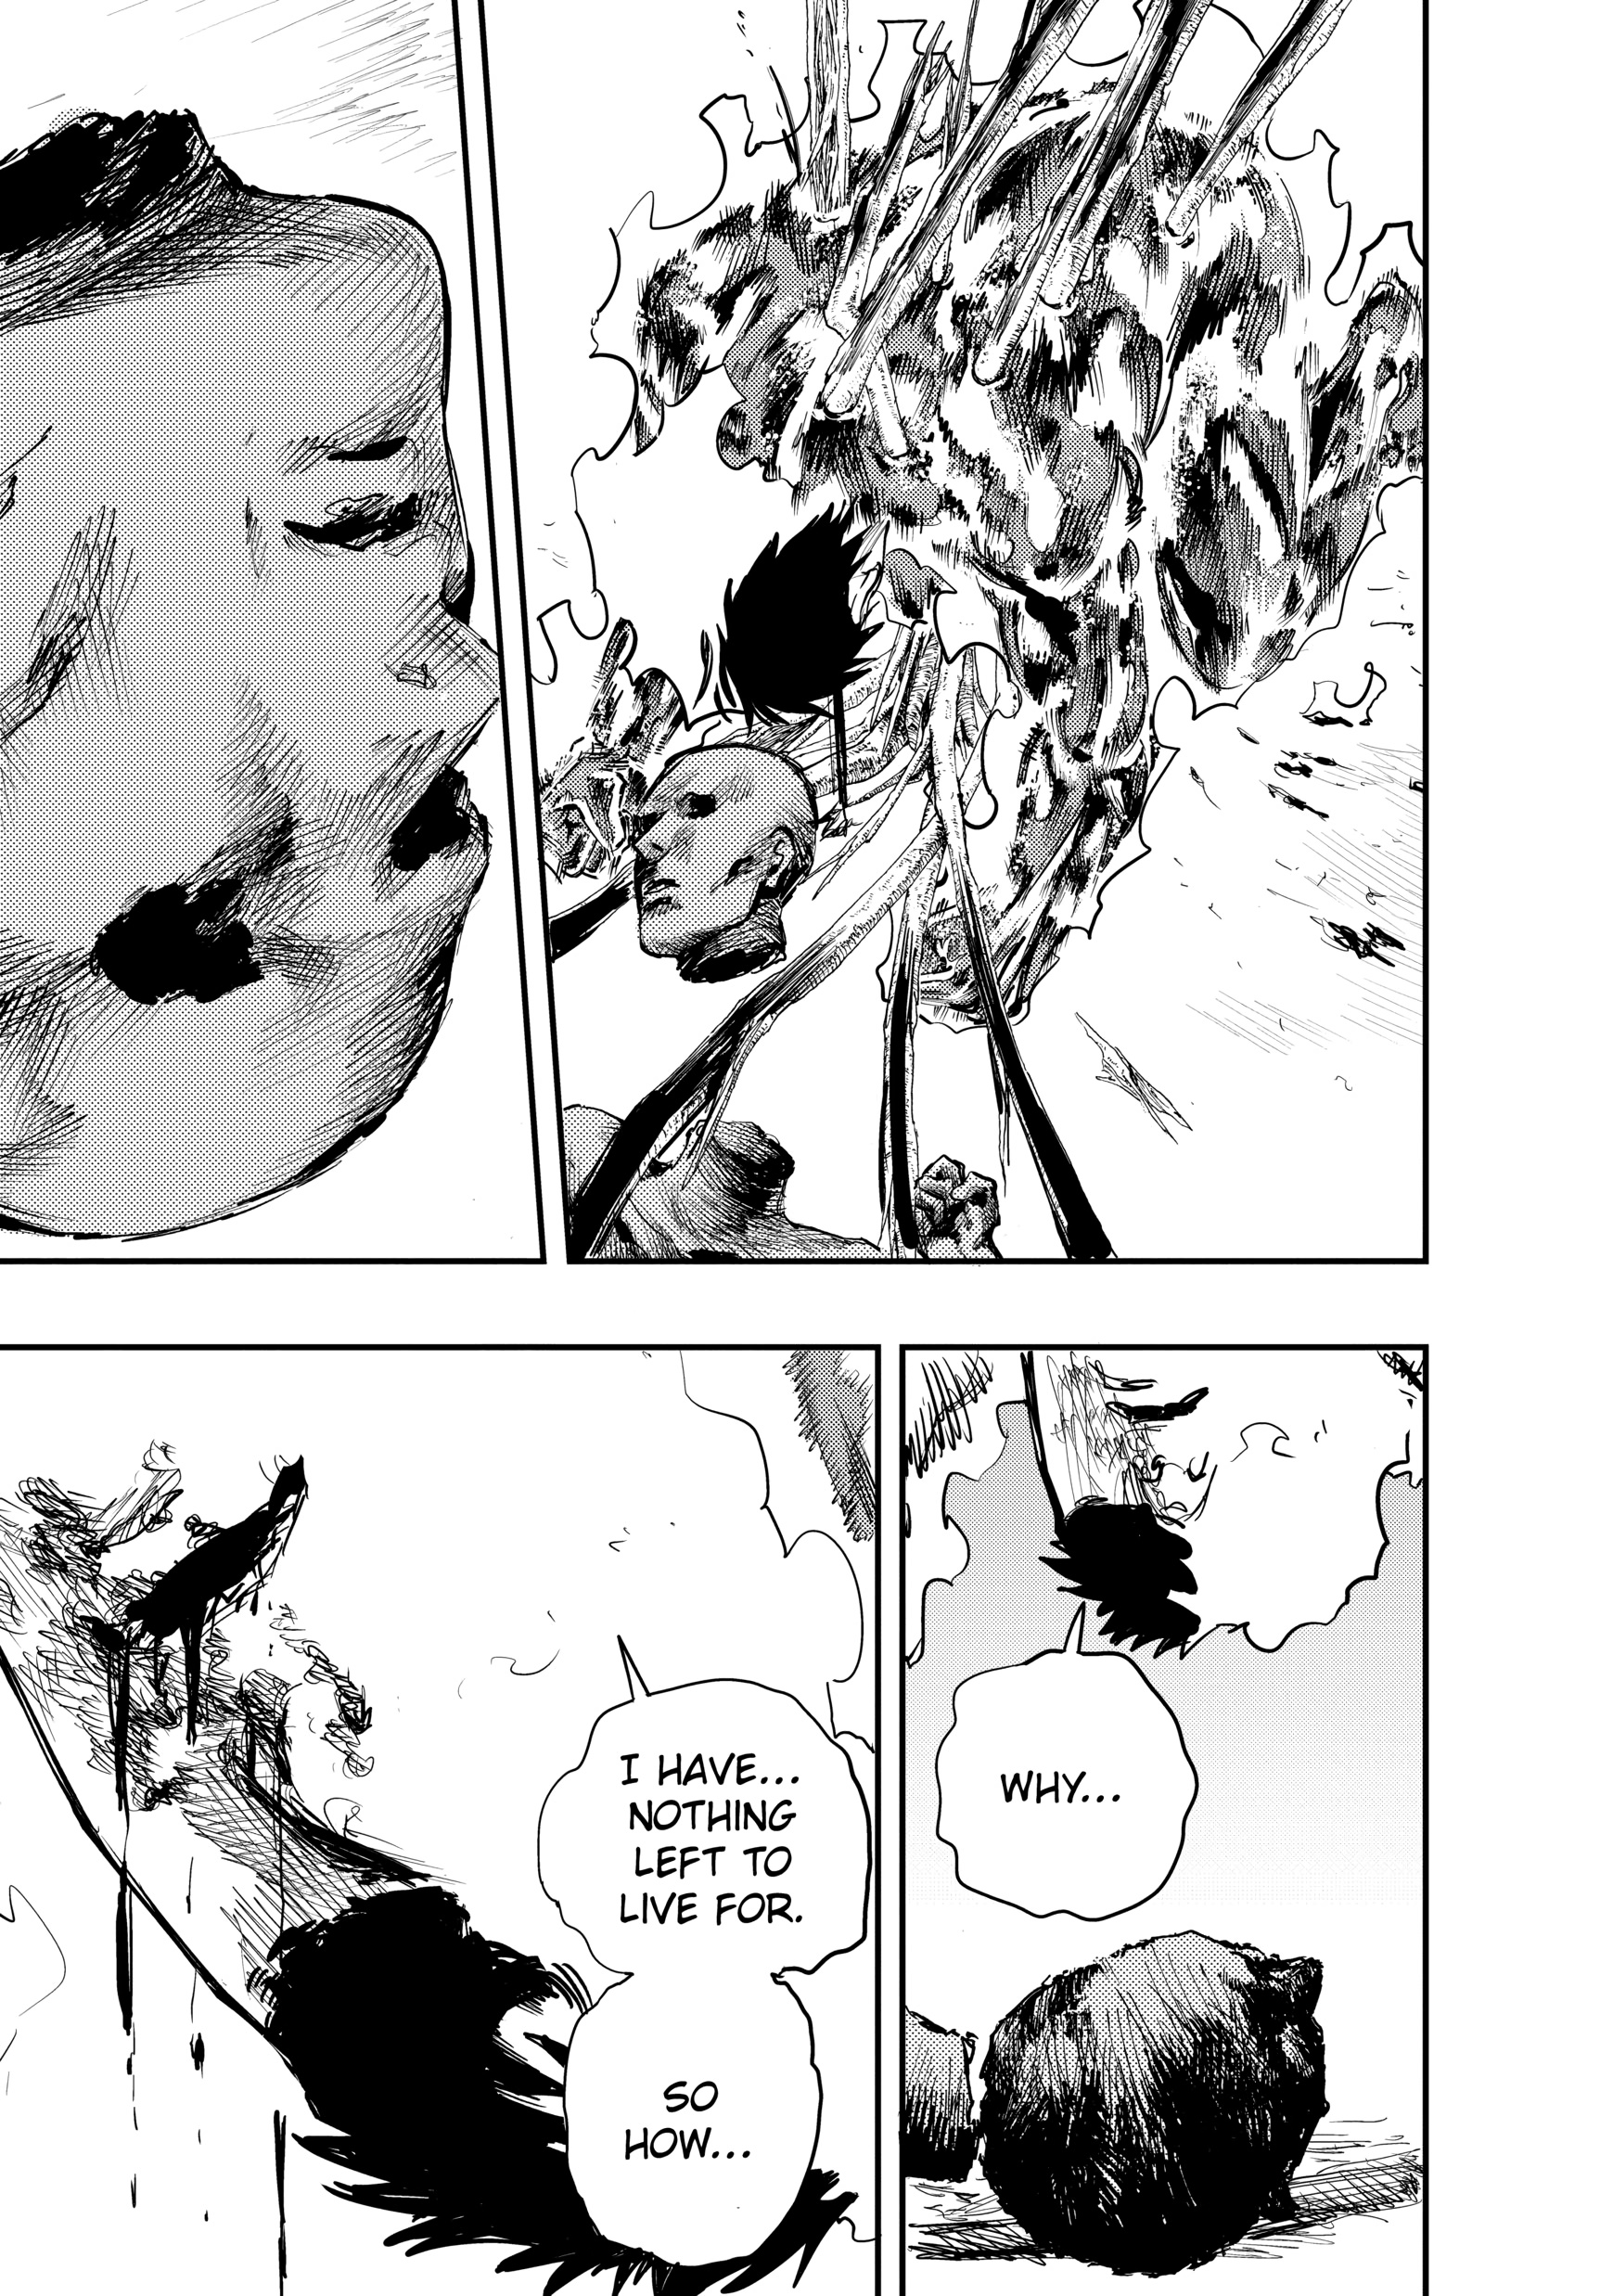 WHY...
I HAVE...
NOTHING
LEFT TO
LIVE FOR.
SO
HOW...